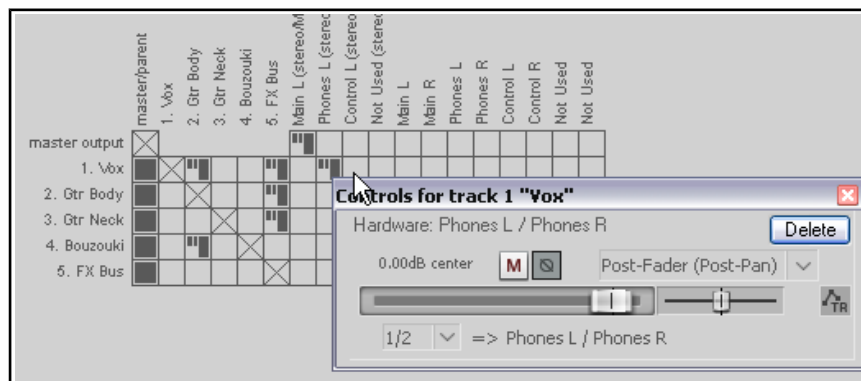 master/parent
1. Vox
2. Gtr Body
3. Gtr Neck
4. Bouzouki
5. FX Bus
Main L (stereo/M
Phones L (stereo
Control L (stereo
Not Used (stereo
Main L
Main R
Phones L
Phones R
Control L
Control R
Not Used
Not Used
master output
1. Vox
2. Gtr Body
3. Gtr Neck
4. Bouzouki
5. FX Bus
Controls for track 1 "Vox"
Hardware: Phones L / Phones R
Delete
0.00dB center
M
Post-Fader (Post-Pan)
TR
1/2
=> Phones L / Phones R